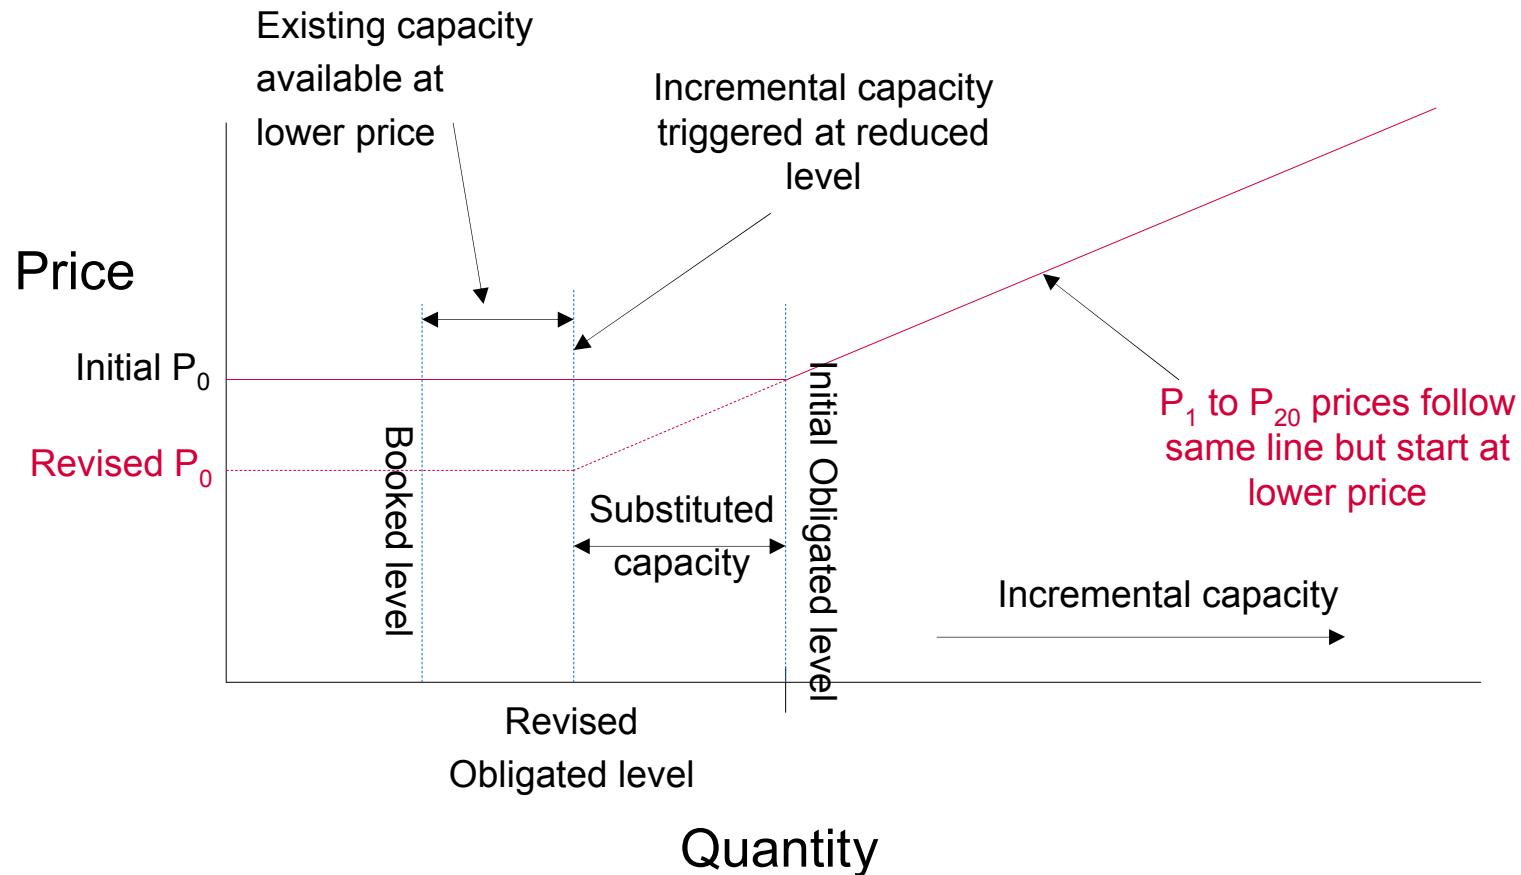 Existing capacity
available at
lower price
Incremental capacity
triggered at reduced
level
Price
Initial P0
Revised P0
Booked level
Initial Obligated level
P1 to P20 prices follow
same line but start at
lower price
Substituted
capacity
Incremental capacity
Revised
Obligated level
Quantity